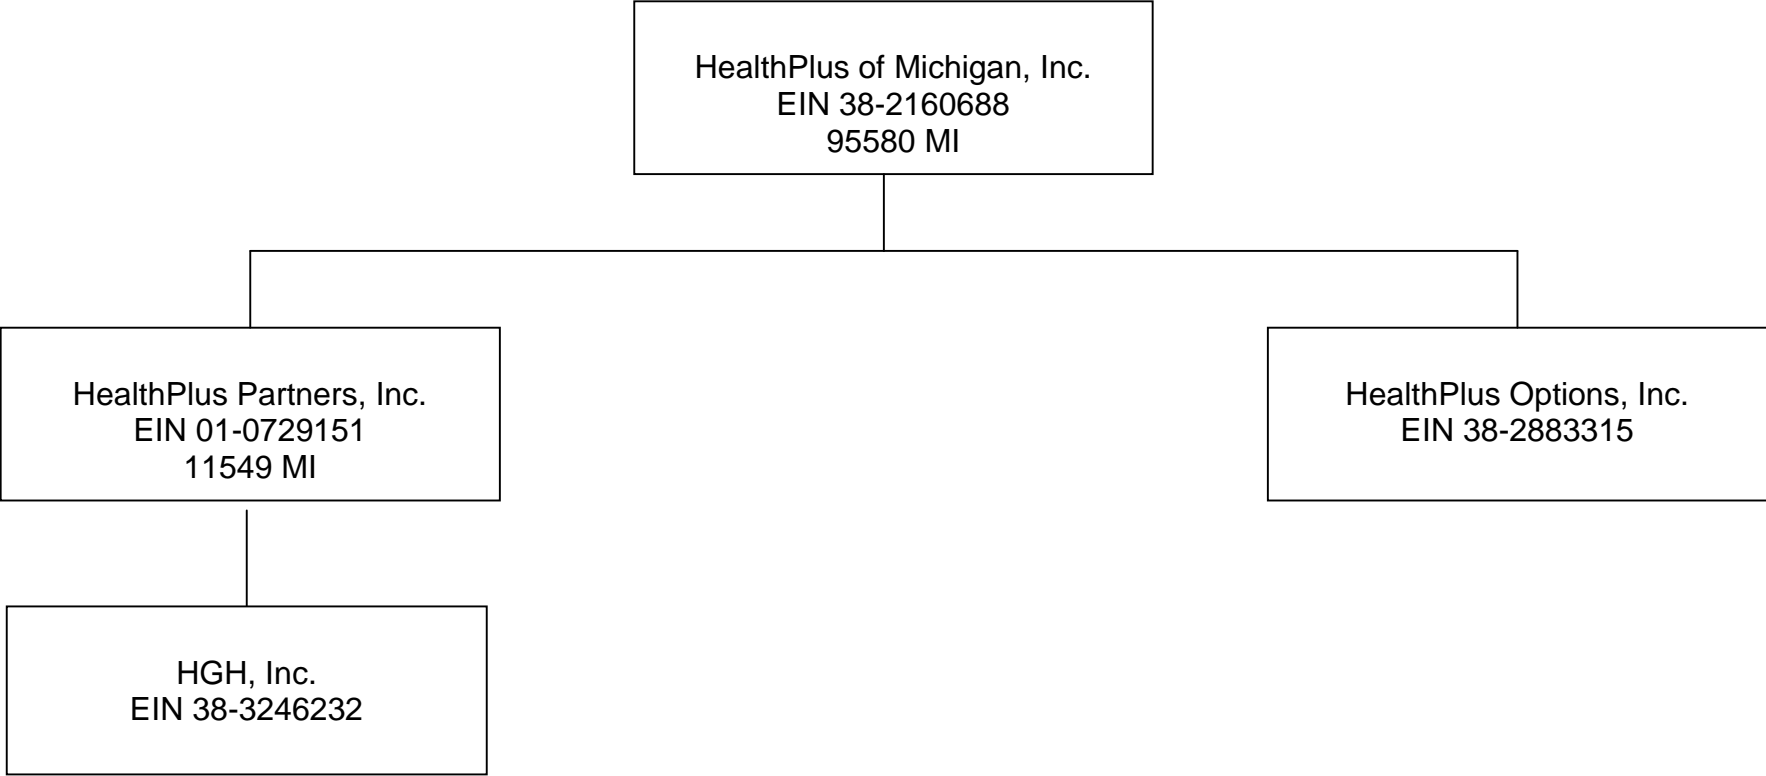 HealthPlus of Michigan, Inc.
EIN 38-2160688
95580 MI
HealthPlus Partners, Inc.
EIN 01-0729151
11549 MI
HealthPlus Options, Inc.
EIN 38-2883315
HGH, Inc.
EIN 38-3246232